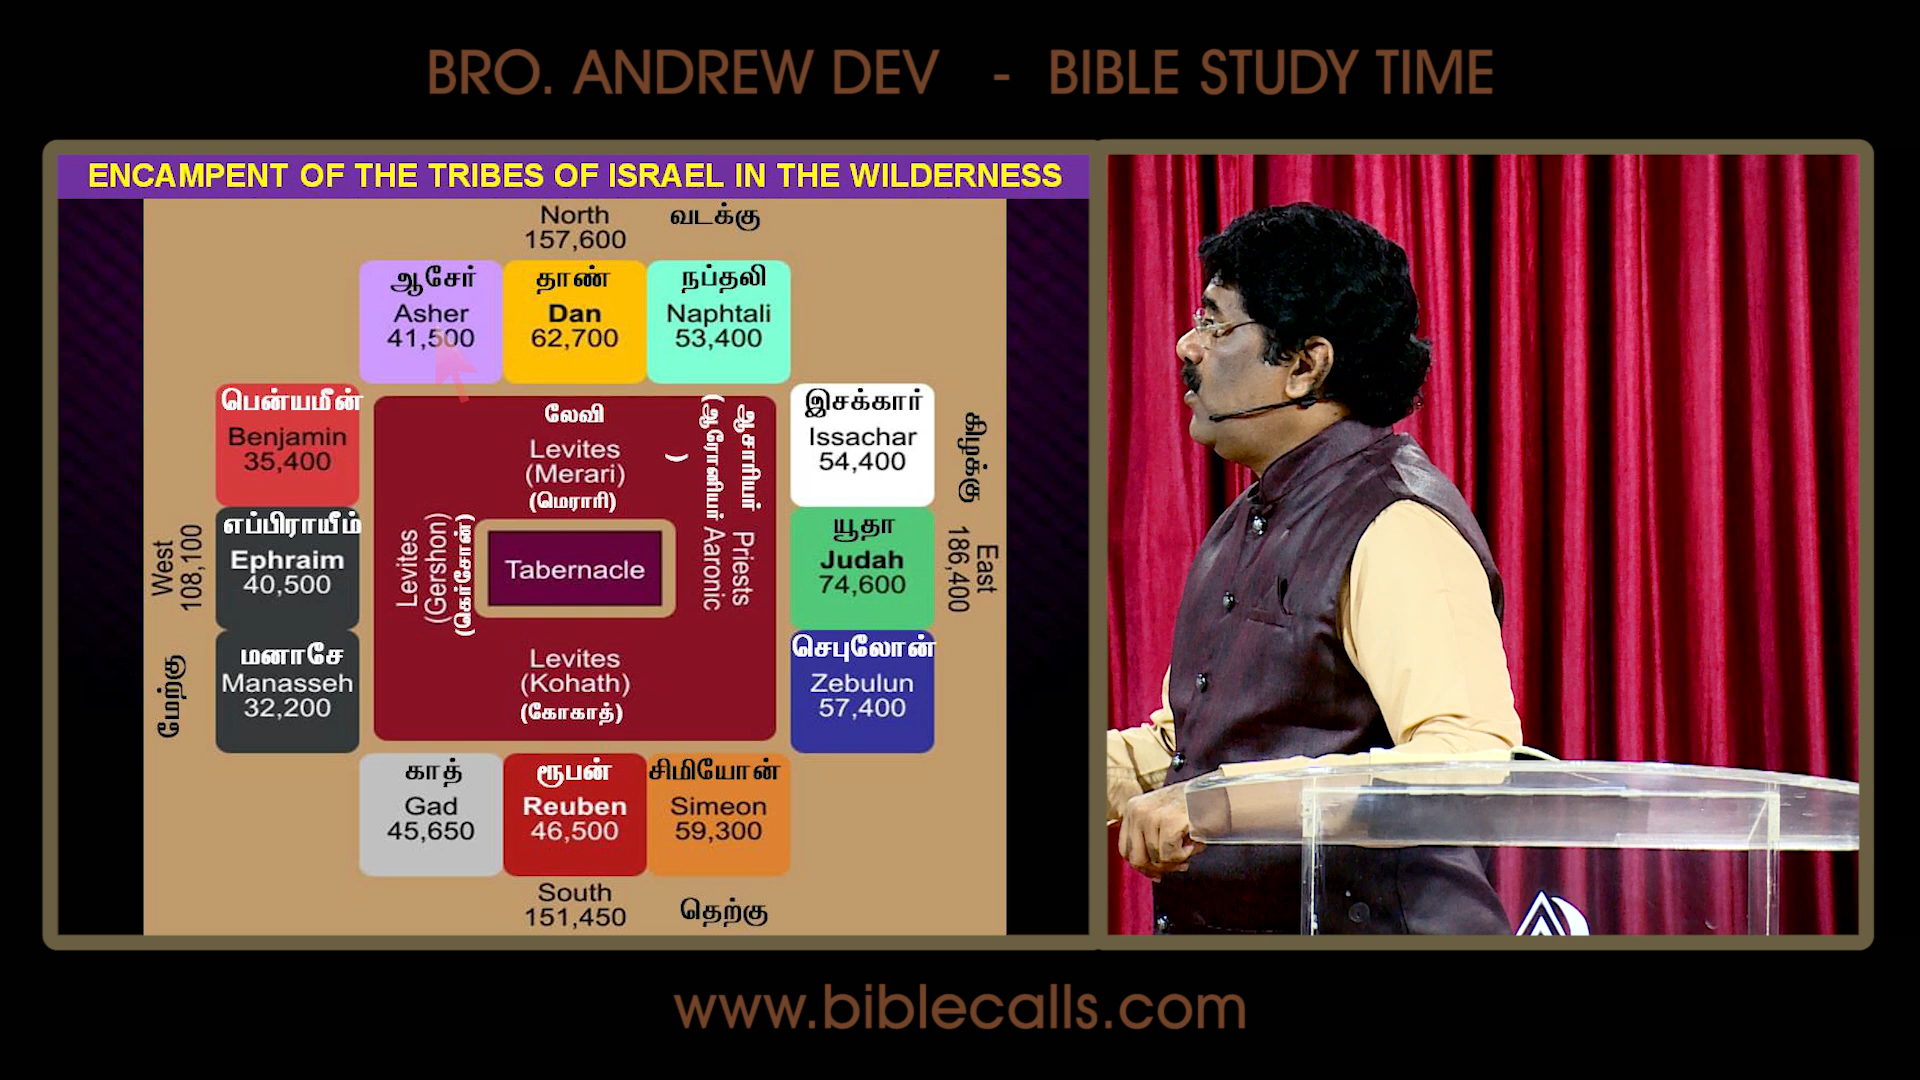 BRO. ANDREW DEV - BIBLE STUDY TIME
ENCAMPENT OF THE TRIBES OF ISRAEL IN THE WILDERNESS
North வடக்கு
157,600
ஆசேர்
Asher
41,500
தாண்
Dan
62,700
நப்தலி
Naphtali
53,400
பென்யமீன்
Benjamin
35,400
லேவி
Levites
(Merari)
(மெராரி)
ஆசாரியர்
(ஆரோனியர்
)
Priests
Aaronic
இசக்கார்
Issachar
54,400
கிழக்கு
East
186,400
West
108,100
மேற்கு
எப்பிராயீம்
Ephraim
40,500
Levites
(Gershon)
(கெர்சோன்)
Tabernacle
யூதா
Judah
74,600
மனாசே
Manasseh
32,200
Levites
(Kohath)
(கோகாத்)
செபுலோன்
Zebulun
57,400
காத்
Gad
45,650
ரூபன்
Reuben
46,500
சிமியோன்
Simeon
59,300
South
151,450 தெற்கு
www.biblecalls.com